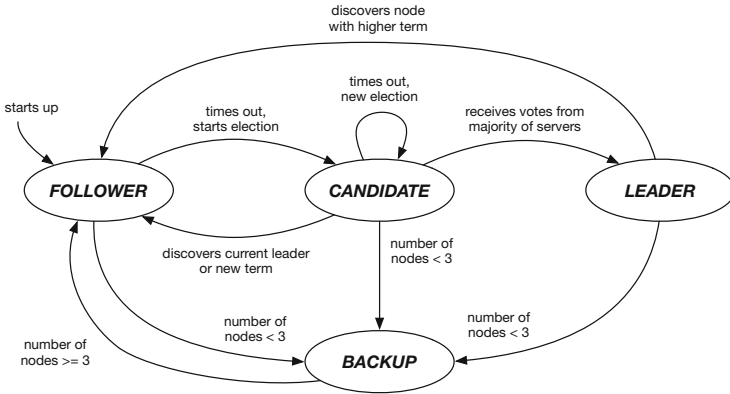 discovers node
with higher term
starts up
times out,
starts election
times out,
new election
receives votes from
majority of servers
FOLLOWER
CANDIDATE
LEADER
discovers current leader
or new term
number of
nodes < 3
number of
nodes < 3
number of
nodes < 3
number of
nodes >= 3
BACKUP